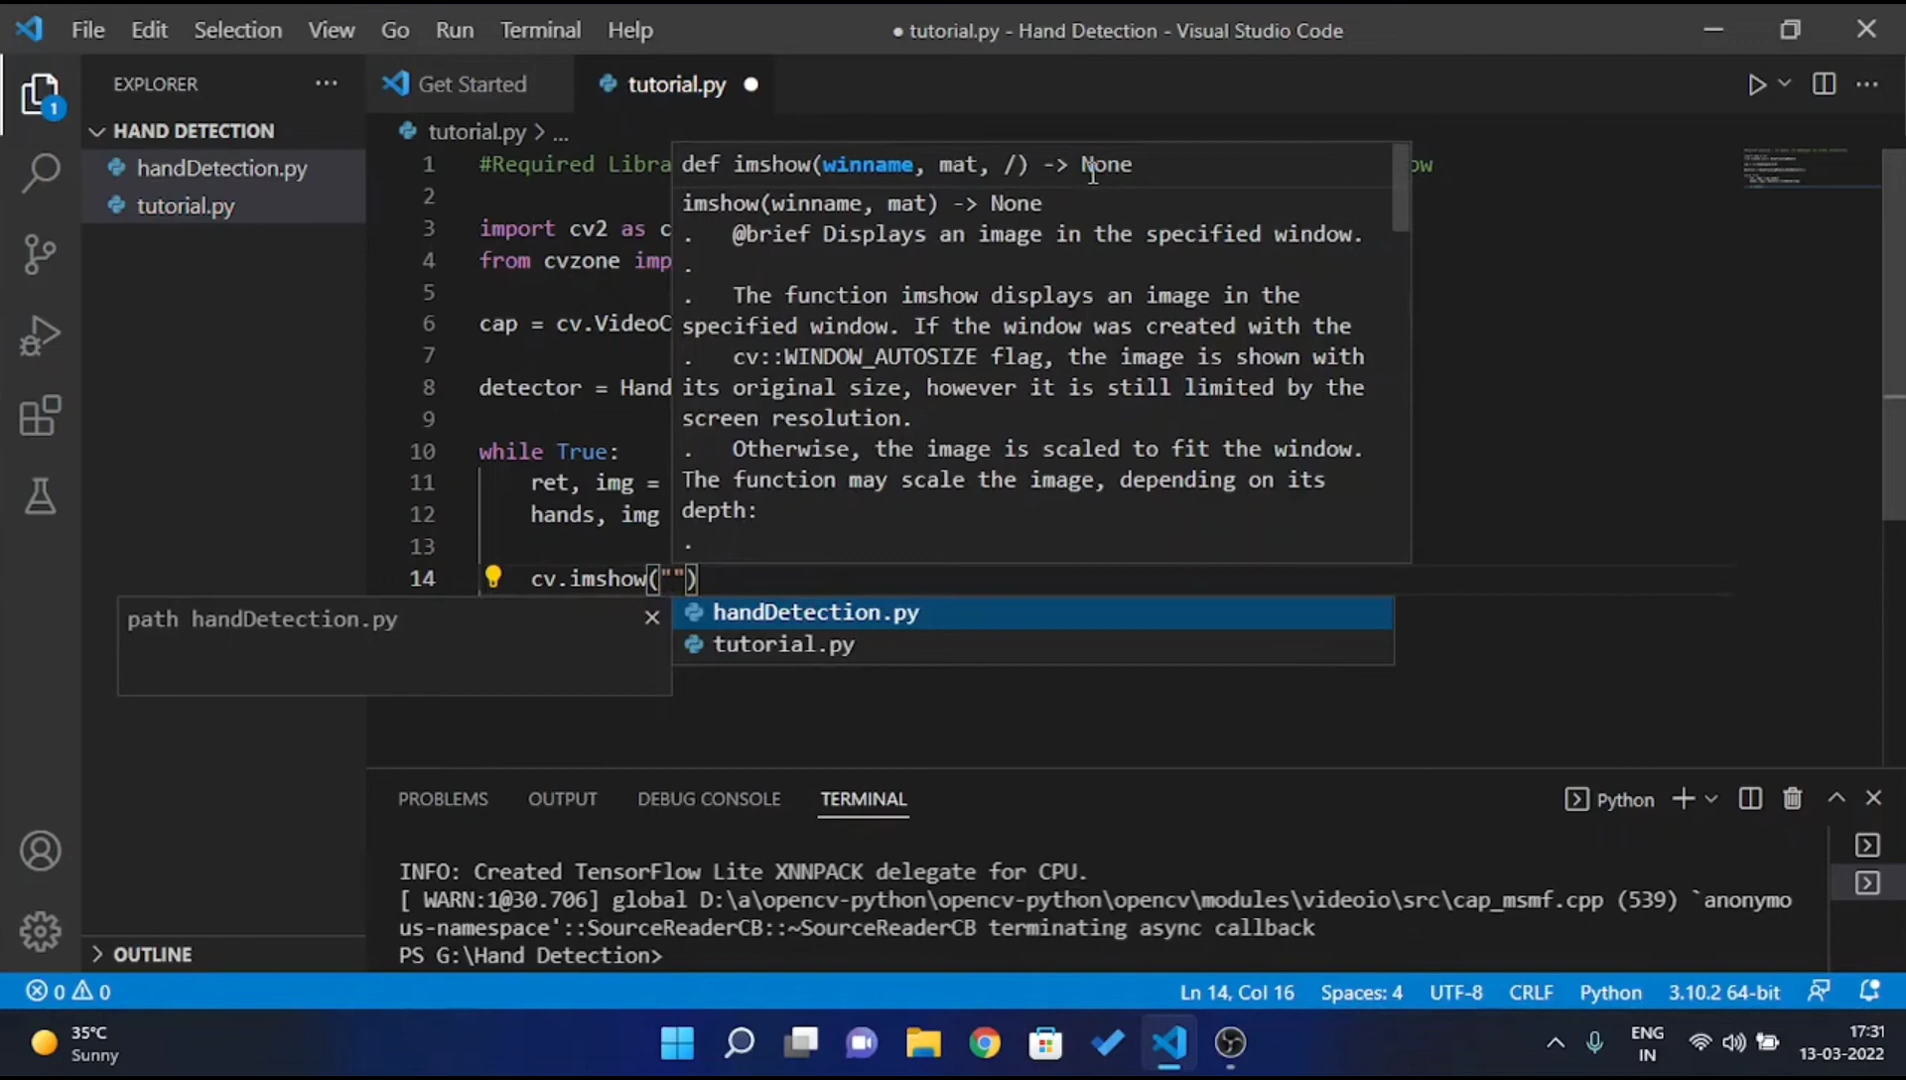 File Edit Selection View Go Run Terminal Help
● tutorial.py - Hand Detection - Visual Studio Code
EXPLORER
Get Started
tutorial.py
1
HAND DETECTION
handDetection.py
tutorial.py
tutorial.py > ...
1 #Required Libra
ow
2
3 import cv2 as c
4 from cvzone imp
5
6 cap = cv.VideoC
7
8 detector = Hand
9
10 while True:
11 ret, img =
12 hands, img
13
14 cv.imshow("")
def imshow(winname, mat, /) -> None
imshow(winname, mat) -> None
. @brief Displays an image in the specified window.
.
. The function imshow displays an image in the
specified window. If the window was created with the
. cv::WINDOW_AUTOSIZE flag, the image is shown with
its original size, however it is still limited by the
screen resolution.
. Otherwise, the image is scaled to fit the window.
The function may scale the image, depending on its
depth:
.
path handDetection.py
handDetection.py
tutorial.py
PROBLEMS OUTPUT DEBUG CONSOLE TERMINAL
Python
INFO: Created TensorFlow Lite XNNPACK delegate for CPU.
[ WARN:1@30.706] global D:\a\opencv-python\opencv-python\opencv\modules\videoio\src\cap_msmf.cpp (539) `anonymo
us-namespace'::SourceReaderCB::~SourceReaderCB terminating async callback
PS G:\Hand Detection>
OUTLINE
0 0
Ln 14, Col 16 Spaces: 4 UTF-8 CRLF Python 3.10.2 64-bit
35°C
Sunny
ENG
IN
17:31
13-03-2022